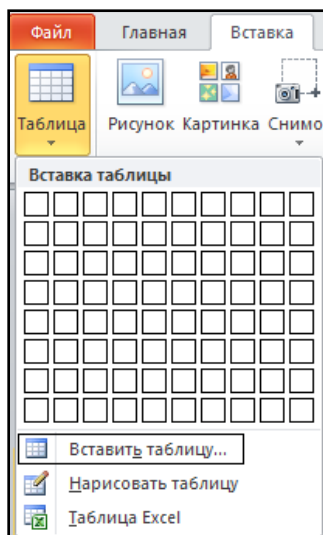 Файл Главная Вставка
Таблица Рисунок Картинка Снимо
Вставка таблицы
Вставить таблицу...
Нарисовать таблицу
Таблица Excel